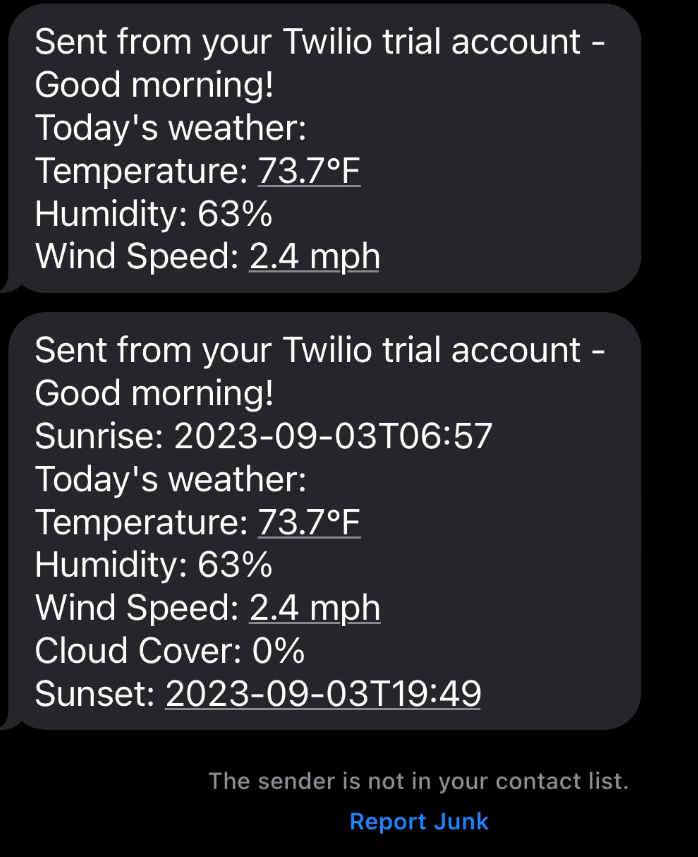 Sent from your Twilio trial account -
Good morning!
Today's weather:
Temperature: 73.7°F
Humidity: 63%
Wind Speed: 2.4 mph
Sent from your Twilio trial account -
Good morning!
Sunrise: 2023-09-03T06:57
Today's weather:
Temperature: 73.7°F
Humidity: 63%
Wind Speed: 2.4 mph
Cloud Cover: 0%
Sunset: 2023-09-03T19:49
The sender is not in your contact list.
Report Junk